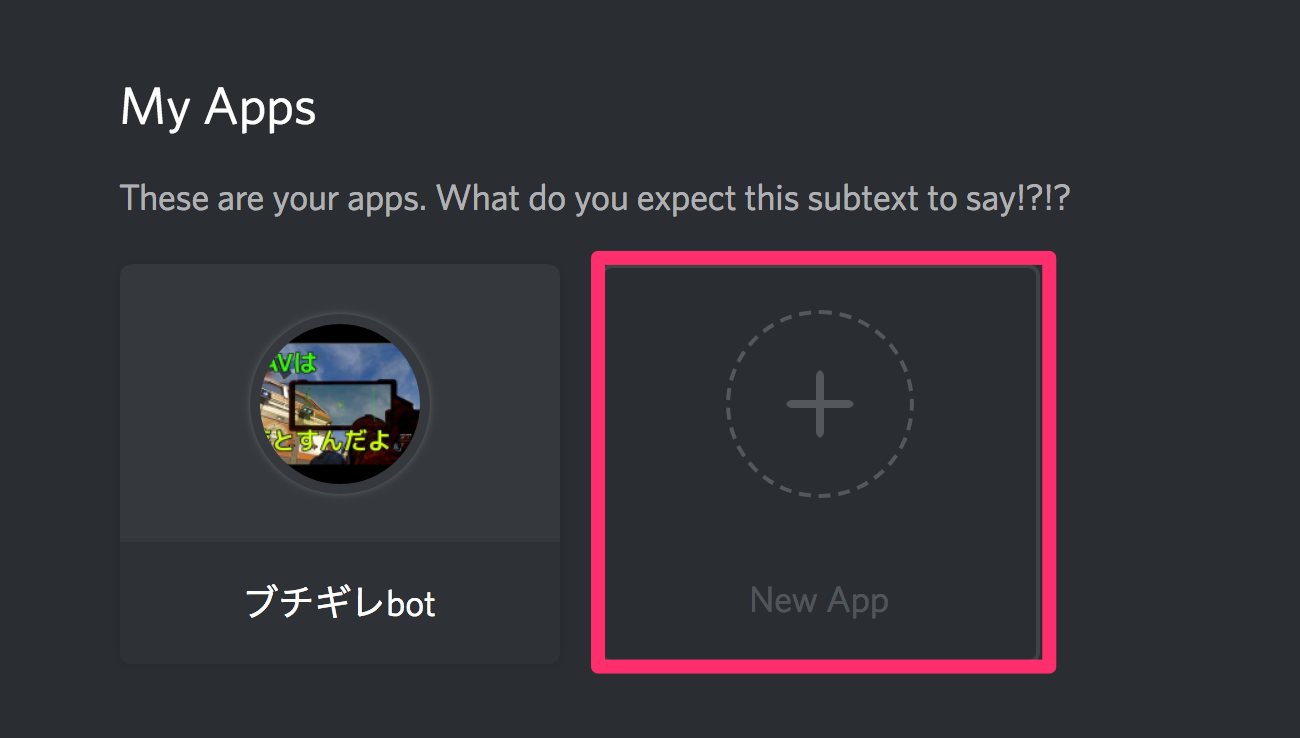 My Apps
These are your apps. What do you expect this subtext to say!?!?
AVは
とすんだよ
ブチギレbot
New App